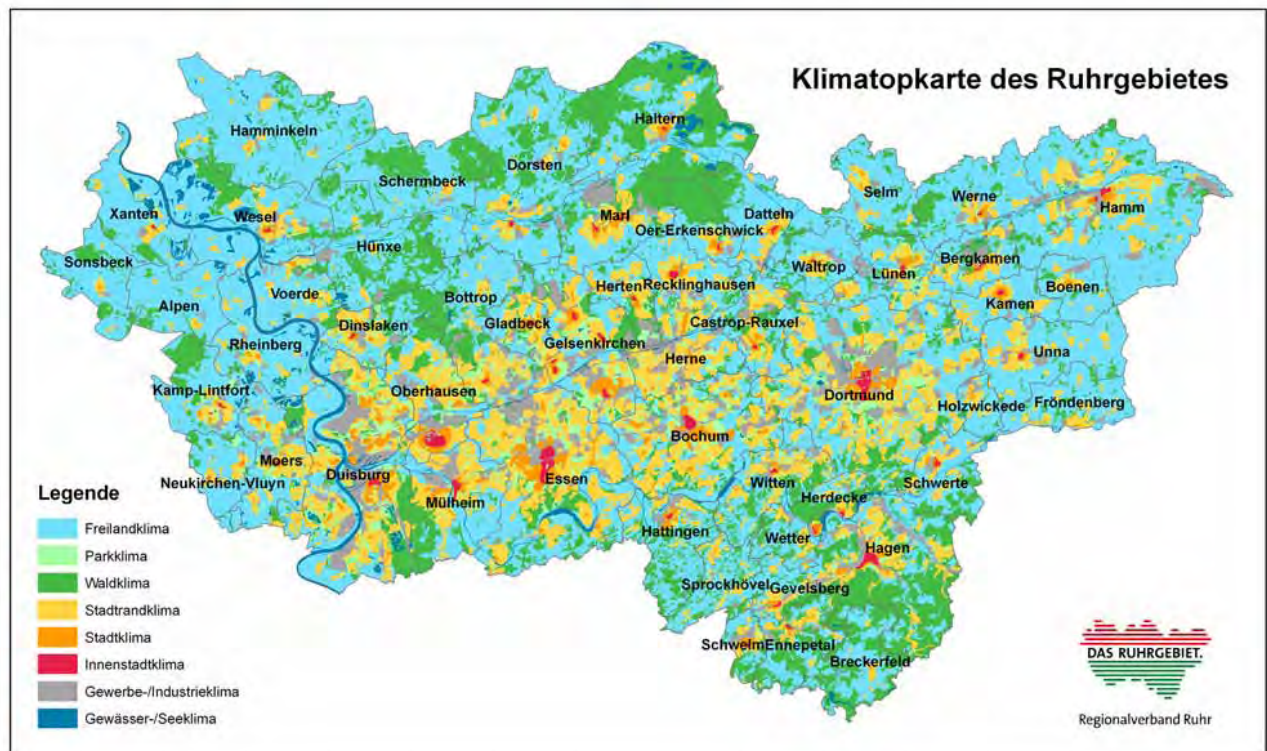 Klimatopkarte des Ruhrgebietes
Haltern
Hamminkeln
Dorsten
Schermbeck
Selm
Werne
Hamm
Xanten
Wesel
Marl
Datteln
Oer-Erkenschwick
Hünxe
Sonsbeck
Waltrop
Lünen
Bergkamen
Boenen
Alpen
Voerde
Bottrop
Herten
Recklinghausen
Kamen
Dinslaken
Gladbeck
Castrop-Rauxel
Rheinberg
Gelsenkirchen
Herne
Unna
Kamp-Lintfort
Oberhausen
Dortmund
Holzwickede
Fröndenberg
Bochum
Moers
Duisburg
Essen
Witten
Schwerte
Neukirchen-Vluyn
Mülheim
Herdecke
Hattingen
Wetter
Hagen
Sprockhövel
Gevelsberg
Schwelm
Ennepetal
Breckerfeld
Legende
Freilandklima
Parkklima
Waldklima
Stadtrandklima
Stadtklima
Innenstadtklima
Gewerbe-/Industrieklima
Gewässer-/Seeklima
DAS RUHRGEBIET.
Regionalverband Ruhr